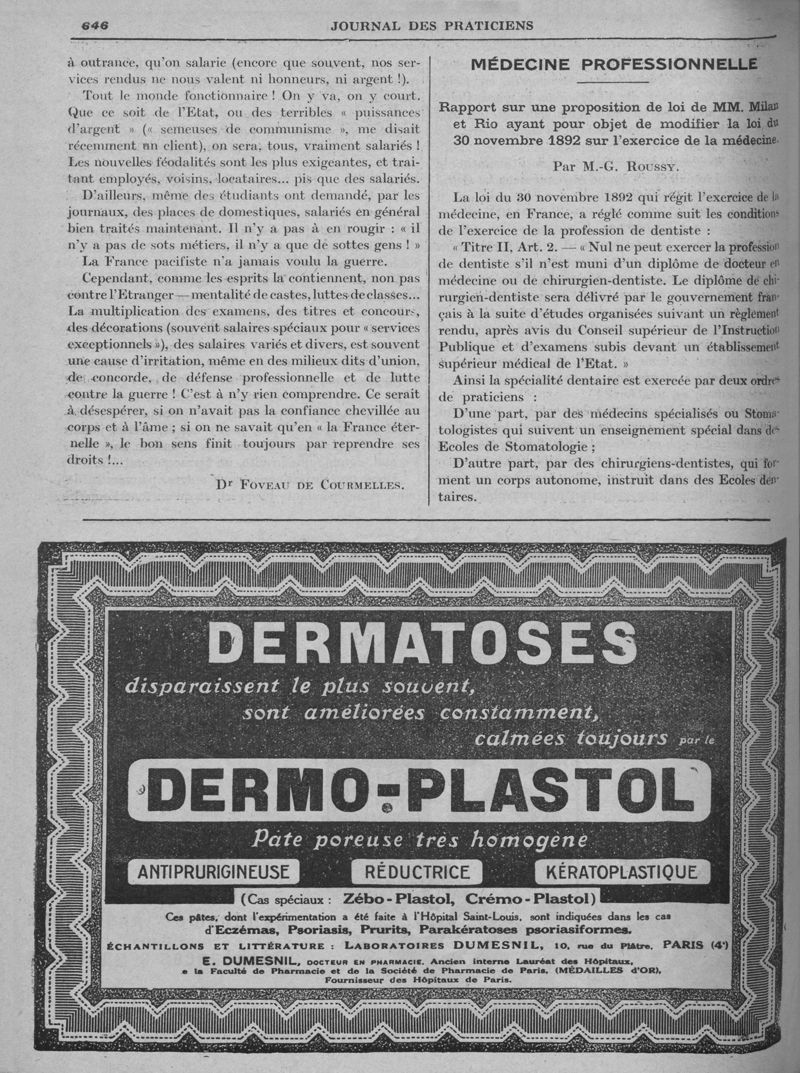 646
JOURNAL DES PRATICIENS
à outrance, qu'on salarie (encore que souvent, nos ser-
vices rendus ne nous valent ni honneurs, ni argent !).
Tout le monde fonctionnaire ! On y va, on y court.
Que ce soit de l'Etat, ou des terribles « puissances
d'argent » (« semeuses de communisme », me disait
récemment un client), on sera, tous, vraiment salariés !
Les nouvelles féodalités sont les plus exigeantes, et trai-
tant employés, voisins, locataires... pis que des salariés.
D'ailleurs, même des étudiants ont demandé, par les
journaux, des places de domestiques, salariés en général
bien traités maintenant. Il n'y a pas à en rougir : « il
n'y a pas de sots métiers, il n'y a que de sottes gens ! »
La France pacifiste n'a jamais voulu la guerre.
Cependant, comme les esprits la contiennent, non pas
contre l'Etranger — mentalité de castes, luttes de classes...
La multiplication des examens, des titres et concours,
des décorations (souvent salaires spéciaux pour « services
exceptionnels »), des salaires variés et divers, est souvent
une cause d'irritation, même en des milieux dits d'union,
de concorde, de défense professionnelle et de lutte
contre la guerre ! C'est à n'y rien comprendre. Ce serait
à désespérer, si on n'avait pas la confiance chevillée au
corps et à l'âme ; si on ne savait qu'en « la France éter-
nelle », le bon sens finit toujours par reprendre ses
droits !...
Dr FOVEAU DE COURMELLES.
MÉDECINE PROFESSIONNELLE
Rapport sur une proposition de loi de MM. Milan
et Rio ayant pour objet de modifier la loi du
30 novembre 1892 sur l'exercice de la médecine.
Par M.-G. ROUSSY.
La loi du 30 novembre 1892 qui régit l'exercice de la
médecine, en France, a réglé comme suit les conditions
de l'exercice de la profession de dentiste :
« Titre II, Art. 2. — « Nul ne peut exercer la profession
de dentiste s'il n'est muni d'un diplôme de docteur en
médecine ou de chirurgien-dentiste. Le diplôme de chi-
rurgien-dentiste sera délivré par le gouvernement fran-
çais à la suite d'études organisées suivant un règlement
rendu, après avis du Conseil supérieur de l'Instruction
Publique et d'examens subis devant un établissement
supérieur médical de l'Etat. »
Ainsi la spécialité dentaire est exercée par deux ordres
de praticiens :
D'une part, par des médecins spécialisés ou Stoma-
tologistes qui suivent un enseignement spécial dans des
Ecoles de Stomatologie ;
D'autre part, par des chirurgiens-dentistes, qui for-
ment un corps autonome, instruit dans des Ecoles den-
taires.
DERMATOSES
disparaissent le plus souvent,
sont améliorées constamment,
calmées toujours par le
DERMO-PLASTOL
Pâte poreuse très homogène
ANTIPRURIGINEUSE RÉDUCTRICE KÉRATOPLASTIQUE
(Cas spéciaux : Zébo-Plastol, Crémo-Plastol)
Ces pâtes, dont l'expérimentation a été faite à l'Hôpital Saint-Louis, sont indiquées dans les cas
d'Eczémas, Psoriasis, Prurits, Parakératoses psoriasiformes.
ÉCHANTILLONS ET LITTÉRATURE : LABORATOIRES DUMESNIL, 10, rue du Plâtre, PARIS (4e)
E. DUMESNIL, DOCTEUR EN PHARMACIE, Ancien interne Lauréat des Hôpitaux,
e la Faculté de Pharmacie et de la Société de Pharmacie de Paris, (MÉDAILLES d'OR),
Fournisseur des Hôpitaux de Paris.